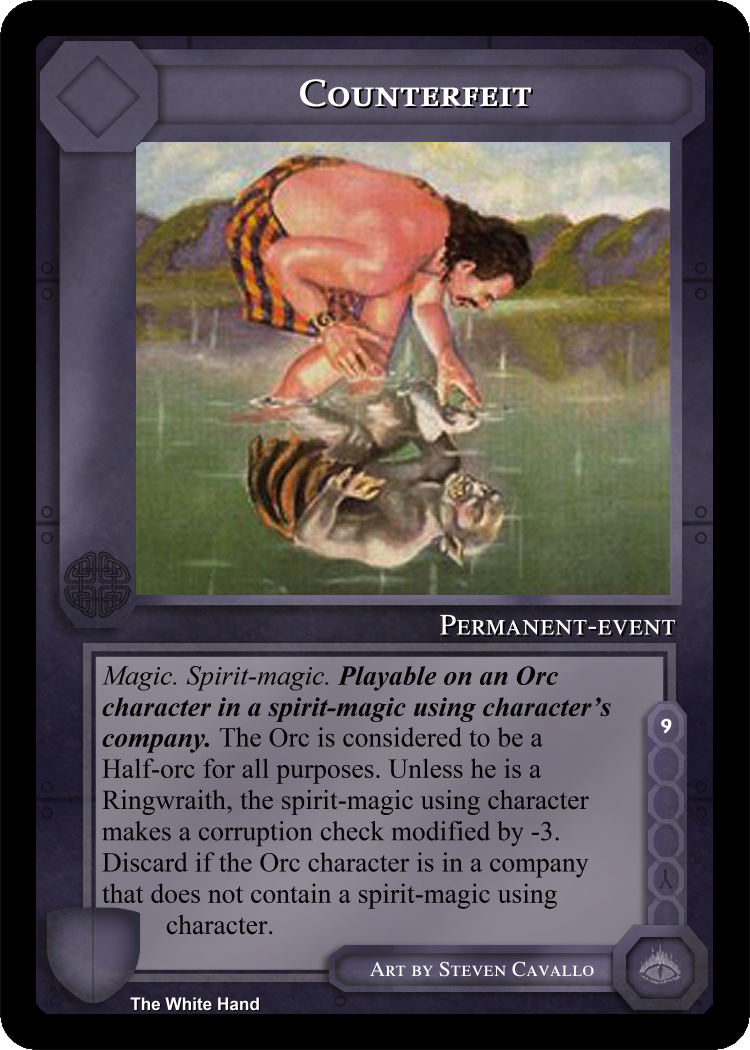 Counterfeit
Permanent-event
Magic. Spirit-magic. Playable on an Orc
character in a spirit-magic using character's
company. The Orc is considered to be a
Half-orc for all purposes. Unless he is a
Ringwraith, the spirit-magic using character
makes a corruption check modified by -3.
Discard if the Orc character is in a company
that does not contain a spirit-magic using
character.
9
Art by Steven Cavallo
The White Hand